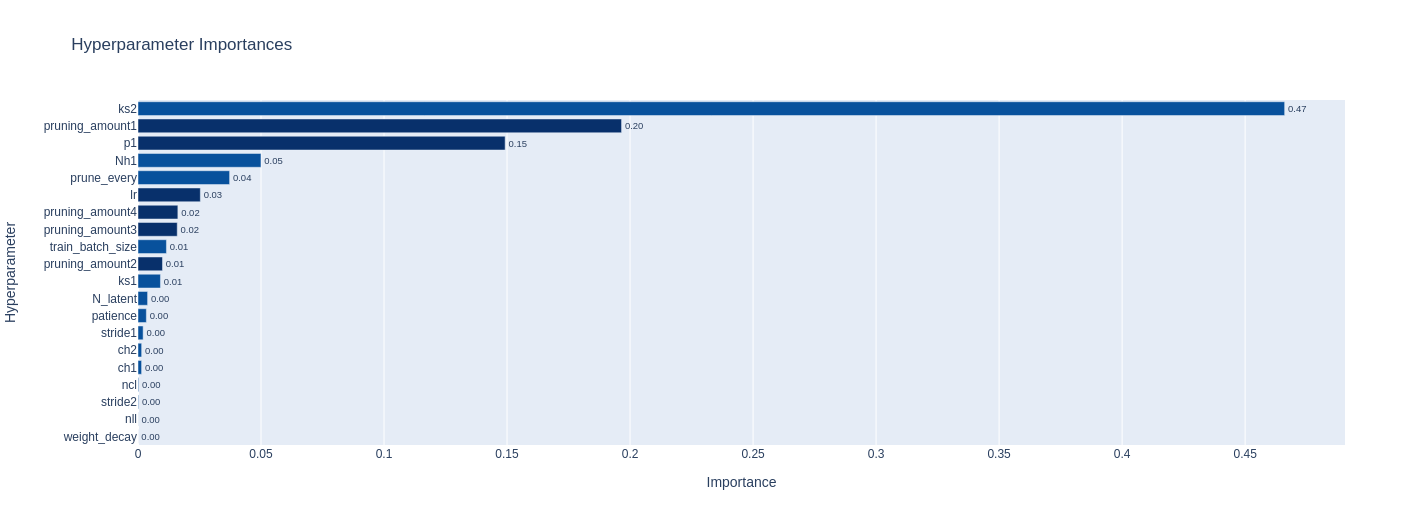 Hyperparameter Importances
Hyperparameter
ks2 0.47
pruning_amount1 0.20
p1 0.15
Nh1 0.05
prune_every 0.04
lr 0.03
pruning_amount4 0.02
pruning_amount3 0.02
train_batch_size 0.01
pruning_amount2 0.01
ks1 0.01
N_latent 0.00
patience 0.00
stride1 0.00
ch2 0.00
ch1 0.00
ncl 0.00
stride2 0.00
nll 0.00
weight_decay 0.00
0 0.05 0.1 0.15 0.2 0.25 0.3 0.35 0.4 0.45
Importance